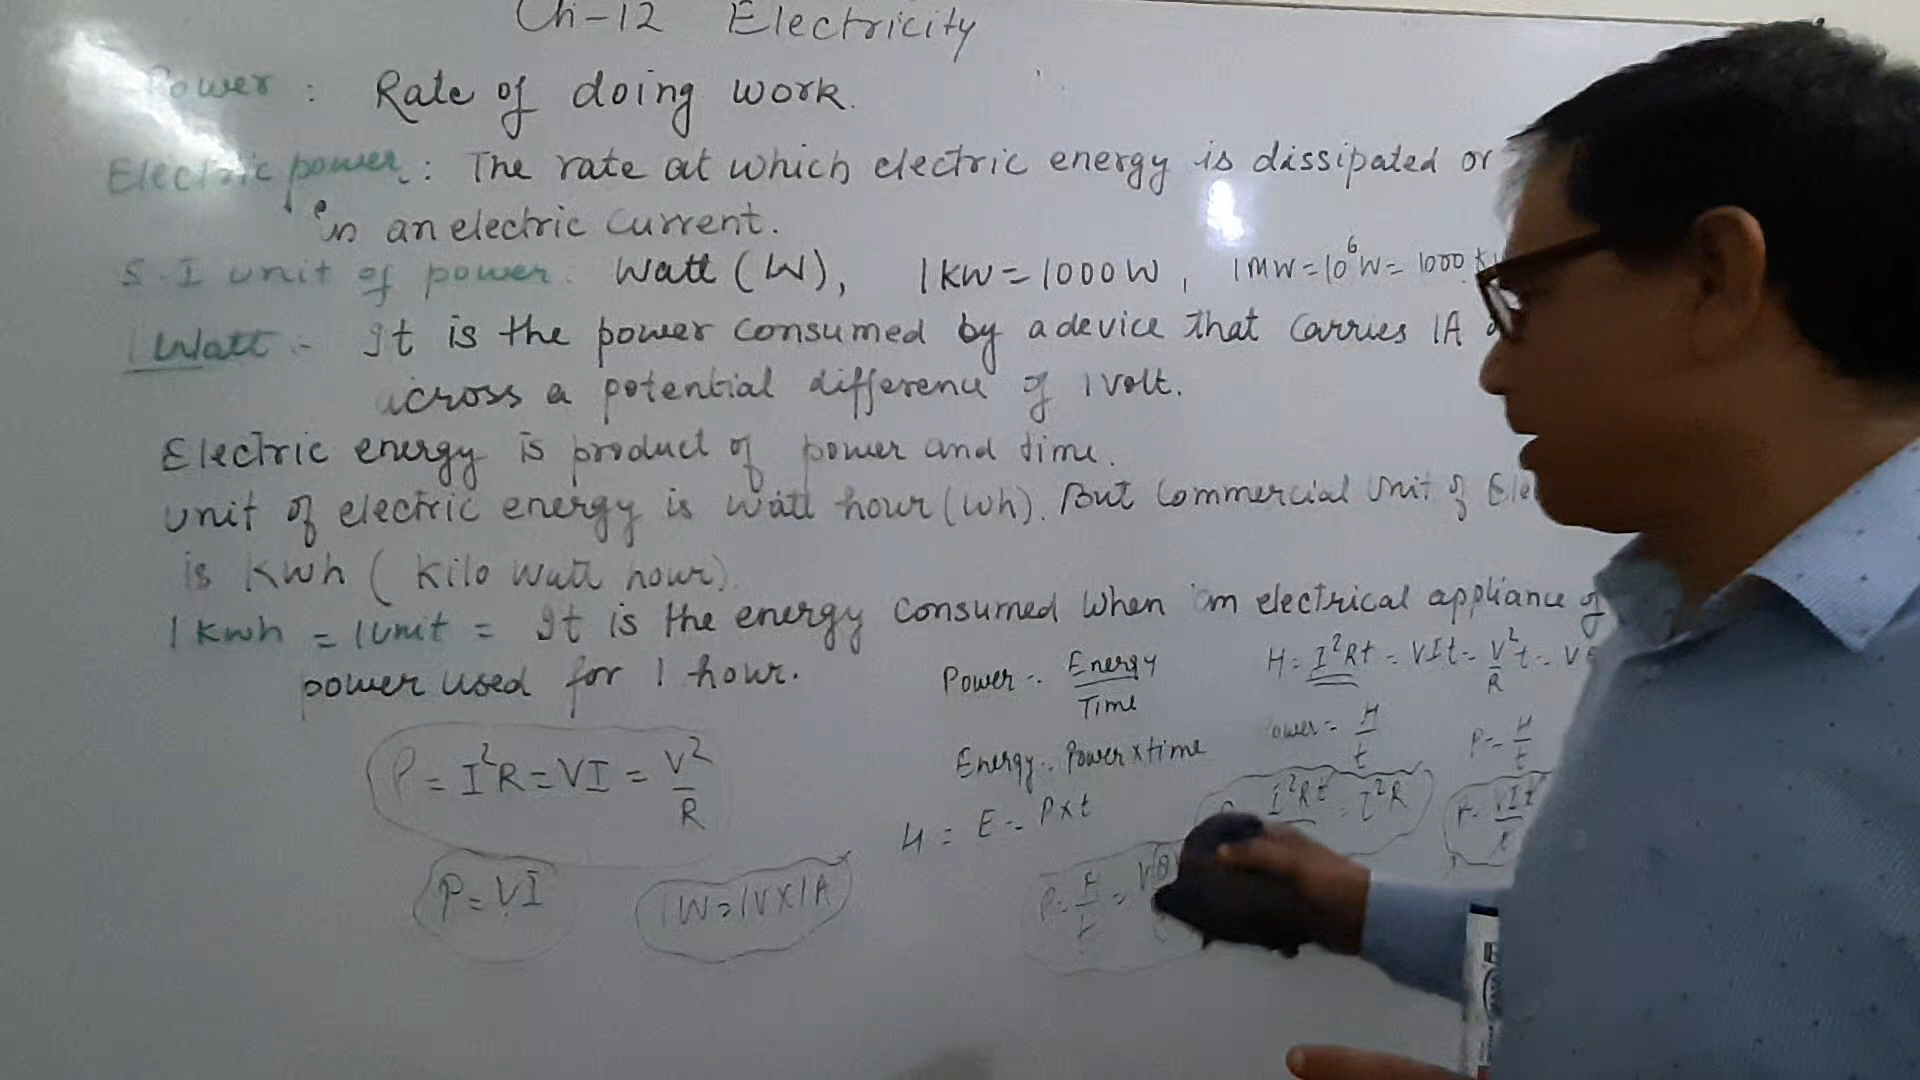 Ch-12 Electricity
Power : Rate of doing work.
Electric power : The rate at which electric energy is dissipated or
in an electric current.
S.I unit of power : Watt (W), 1KW = 1000W, 1MW = 10⁶W = 1000
1 Watt :- It is the power consumed by a device that carries 1A
across a potential difference of 1 volt.
Electric energy is product of power and time.
unit of electric energy is watt hour (Wh). But Commercial unit of
is Kwh (Kilo Watt hour).
1 Kwh = 1 Unit = It is the energy consumed when an electrical appliance of
power used for 1 hour.
Power = Energy / Time
H = I²Rt = VIt = V²/R t =
Power = H/t
P = H/t
P = I²R = VI = V²/R
Energy = Power × time
I²Rt = I²R
VIt/t
H = E = P×t
P = VI
1W = 1V×1A
P = H/t =